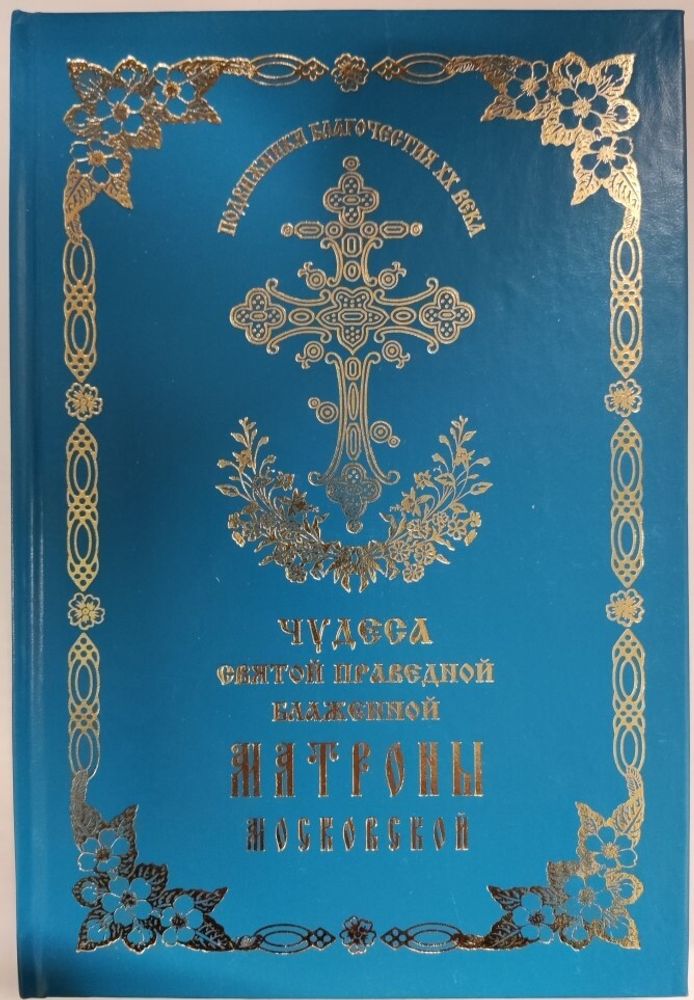 ПОДВИЖНИКИ БЛАГОЧЕСТИЯ XX ВЕКА
ЧУДЕСА
СВЯТОЙ ПРАВЕДНОЙ
БЛАЖЕННОЙ
МАТРОНЫ
МОСКОВСКОЙ